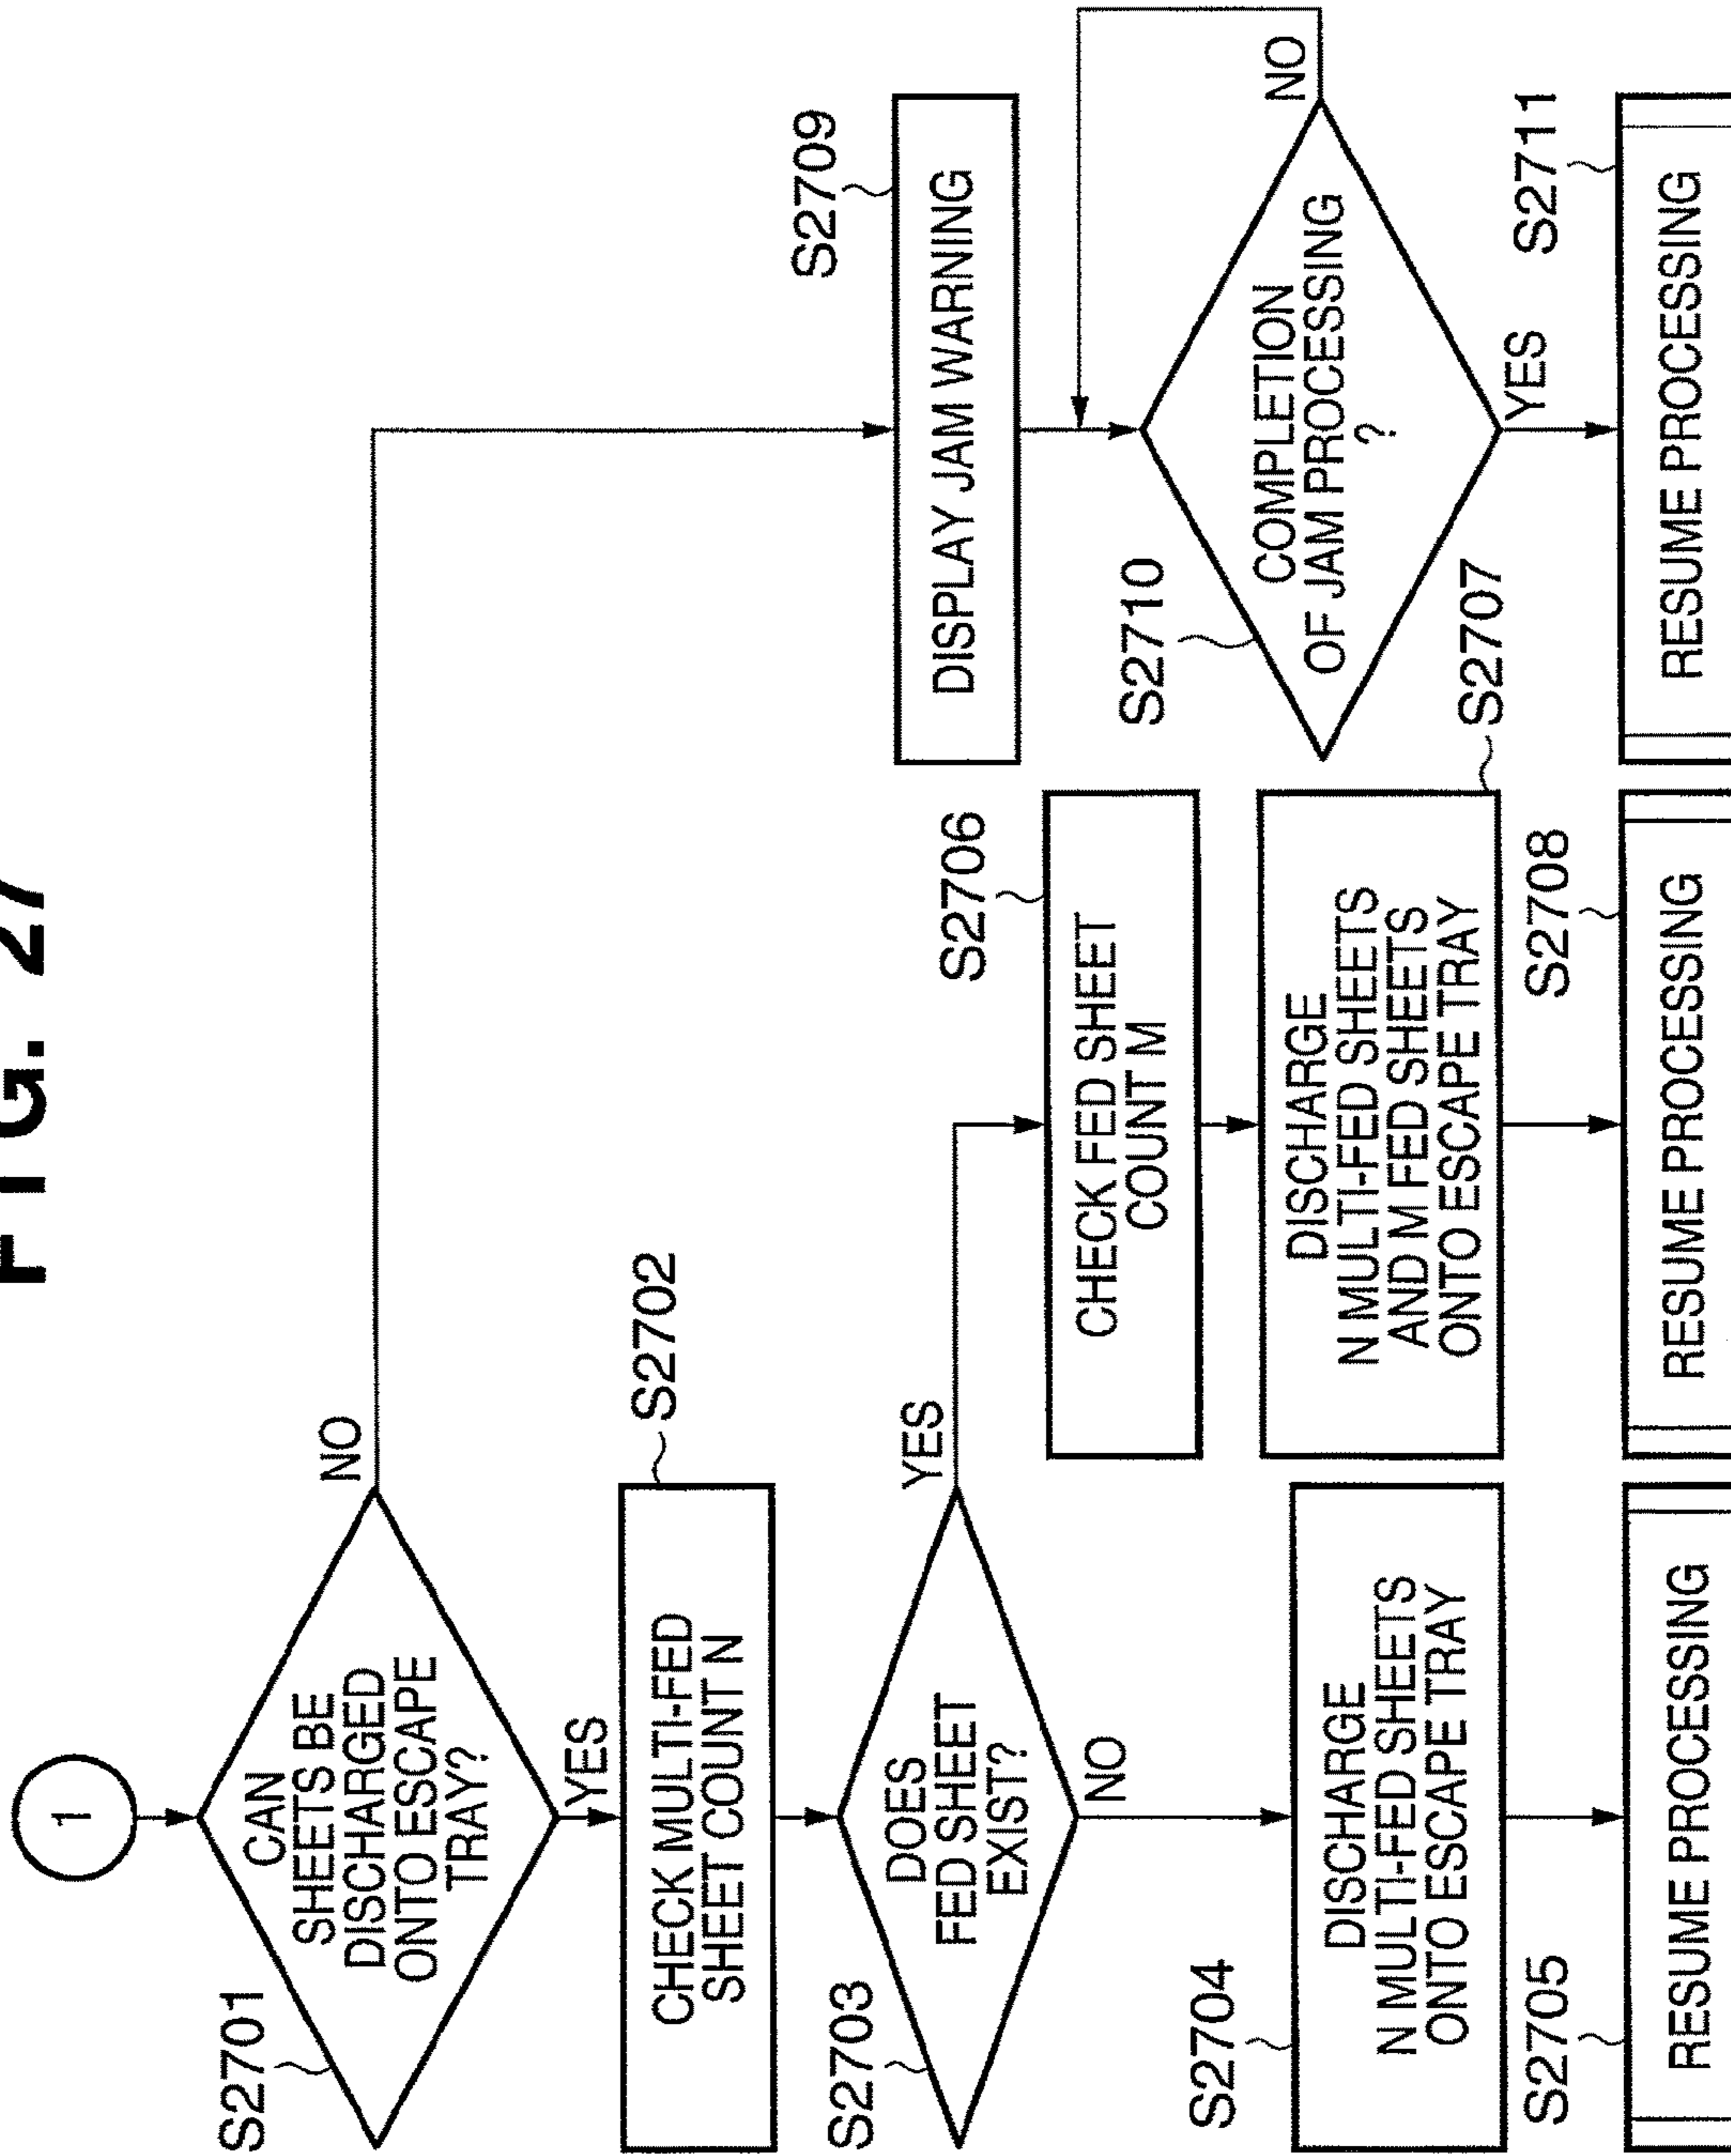 FIG. 27
1
S2701
CAN
SHEETS BE
DISCHARGED
ONTO ESCAPE
TRAY?
NO
YES
S2702
CHECK MULTI-FED
SHEET COUNT N
S2703
DOES
FED SHEET
EXIST?
YES
NO
S2704
DISCHARGE
N MULTI-FED SHEETS
ONTO ESCAPE TRAY
S2705
RESUME PROCESSING
S2706
CHECK FED SHEET
COUNT M
S2707
DISCHARGE
N MULTI-FED SHEETS
AND M FED SHEETS
ONTO ESCAPE TRAY
S2708
RESUME PROCESSING
S2709
DISPLAY JAM WARNING
S2710
COMPLETION
OF JAM PROCESSING
?
NO
YES
S2711
RESUME PROCESSING